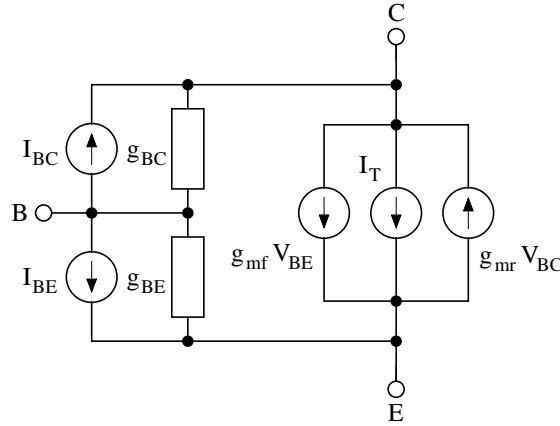 C
I_BC
g_BC
I_T
B
g_mf V_BE
g_mr V_BC
I_BE
g_BE
E